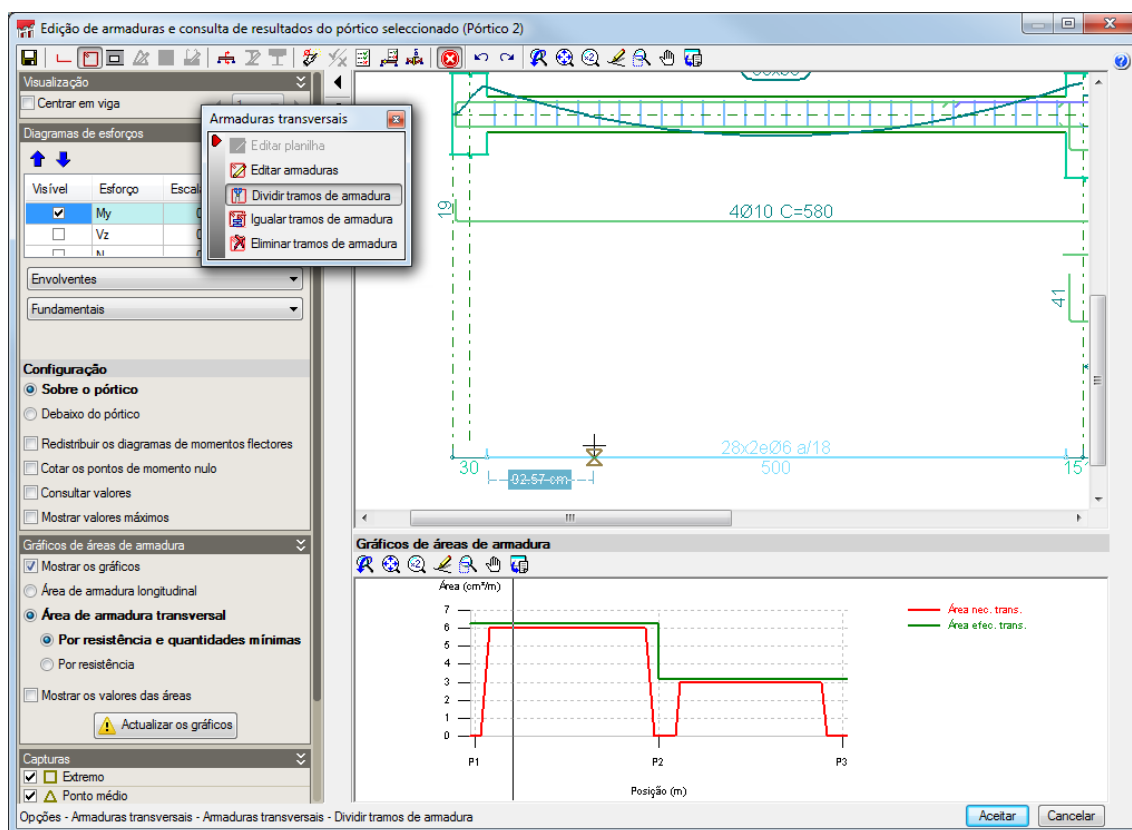 Edição de armaduras e consulta de resultados do pórtico seleccionado (Pórtico 2)
Visualização
Centrar em viga
Diagramas de esforços
Visível Esforço
My
Vz
N
Envolventes
Fundamentais
Configuração
Sobre o pórtico
Debaixo do pórtico
Redistribuir os diagramas de momentos flectores
Cotar os pontos de momento nulo
Consultar valores
Mostrar valores máximos
Gráficos de áreas de armadura
Mostrar os gráficos
Área de armadura longitudinal
Área de armadura transversal
Por resistência e quantidades mínimas
Por resistência
Mostrar os valores das áreas
Actualizar os gráficos
Capturas
Extremo
Ponto médio
Armaduras transversais
Editar planilha
Editar armaduras
Dividir tramos de armadura
Igualar tramos de armadura
Eliminar tramos de armadura
19
4Ø10 C=580
41
28x2eØ6 a/18
30
500
15
Gráficos de áreas de armadura
Área (cm²/m)
7
6
5
4
3
2
1
0
P1
P2
P3
Posição (m)
Área nec. trans.
Área efec. trans.
Opções - Armaduras transversais - Armaduras transversais - Dividir tramos de armadura
Aceitar
Cancelar